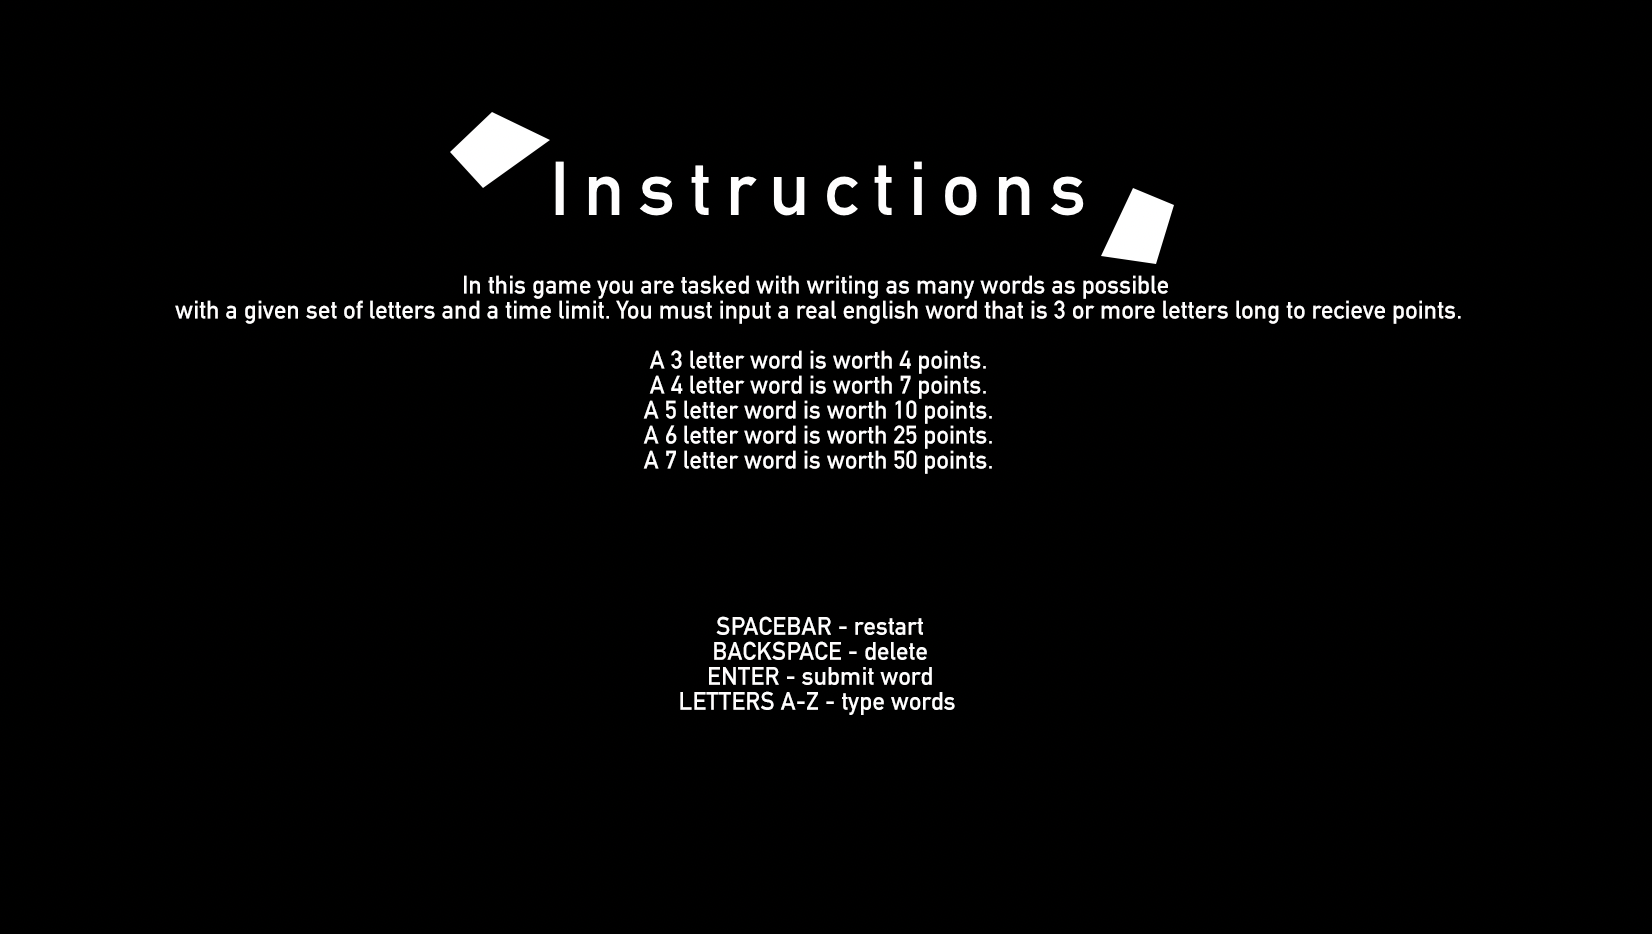 Instructions
In this game you are tasked with writing as many words as possible
with a given set of letters and a time limit. You must input a real english word that is 3 or more letters long to recieve points.
A 3 letter word is worth 4 points.
A 4 letter word is worth 7 points.
A 5 letter word is worth 10 points.
A 6 letter word is worth 25 points.
A 7 letter word is worth 50 points.
SPACEBAR - restart
BACKSPACE - delete
ENTER - submit word
LETTERS A-Z - type words